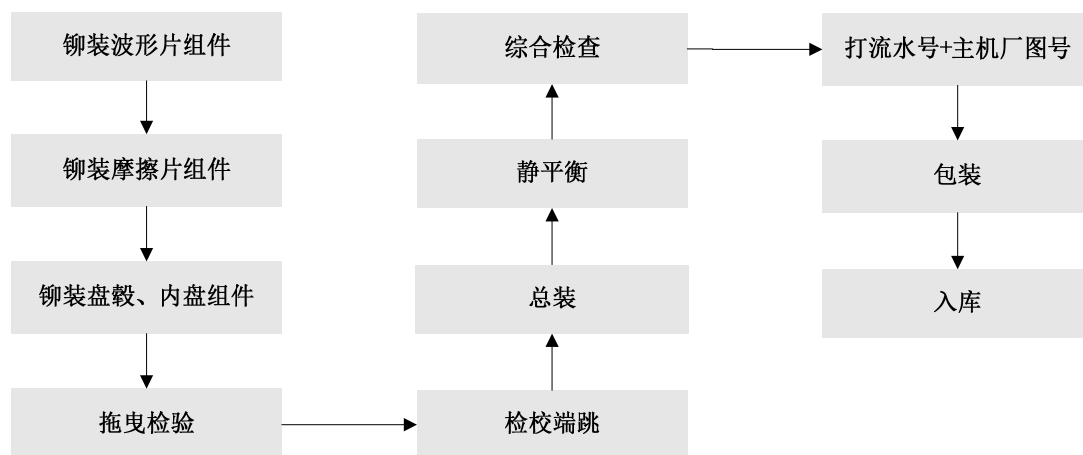 铆装波形片组件
铆装摩擦片组件
铆装盘毂、内盘组件
拖曳检验
检校端跳
总装
静平衡
综合检查
打流水号+主机厂图号
包装
入库